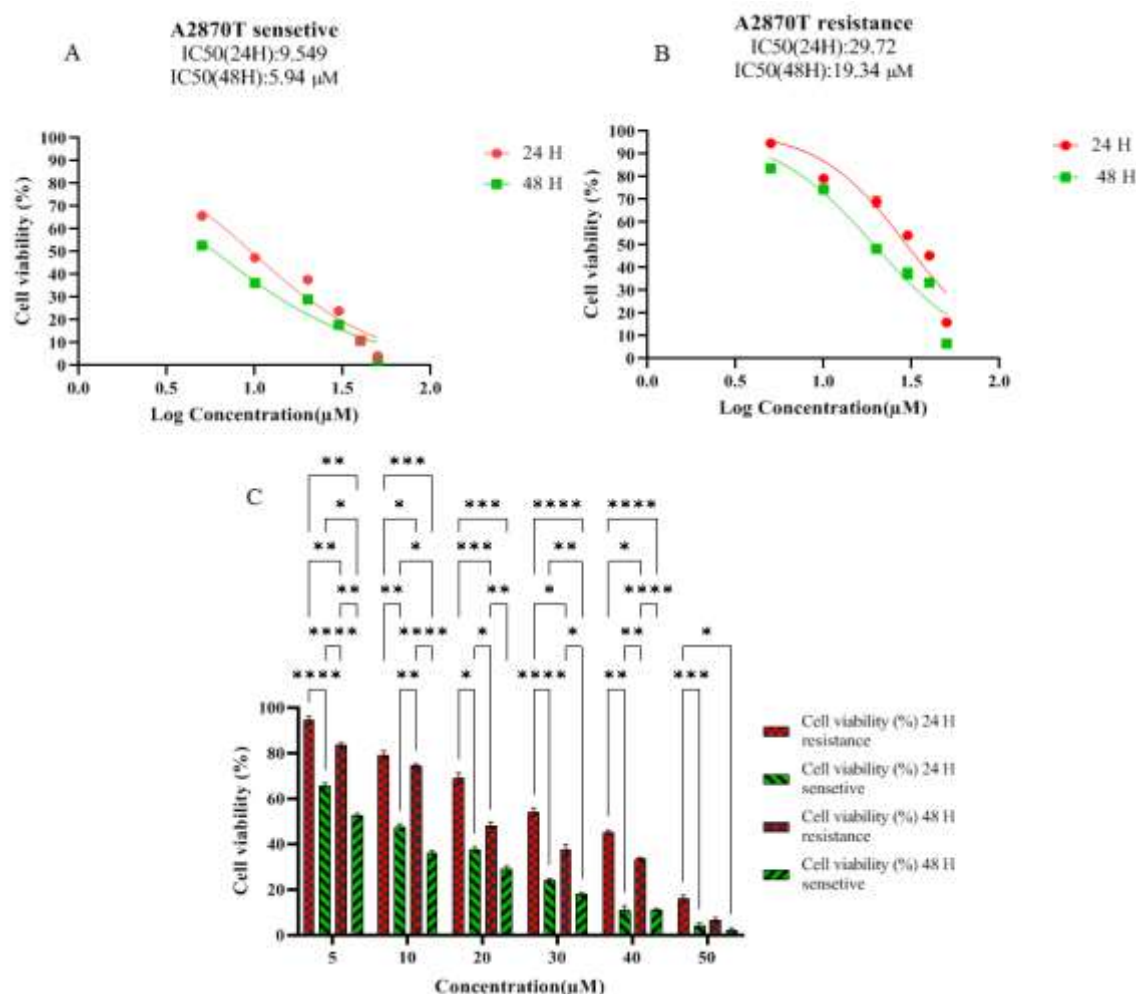 A
A2870T sensetive
IC50(24H):9.549
IC50(48H):5.94 µM
100
90
80
70
60
50
40
30
20
10
0
Cell viability (%)
0.0 0.5 1.0 1.5 2.0
Log Concentration(µM)
24 H
48 H
B
A2870T resistance
IC50(24H):29.72
IC50(48H):19.34 µM
100
90
80
70
60
50
40
30
20
10
0
Cell viability (%)
0.0 0.5 1.0 1.5 2.0
Log Concentration(µM)
24 H
48 H
C
** ***
* * *** **** ****
** * *** ** *
** ** ** * ****
**** **** * * ** *
**** ** * **** ** ***
100
80
60
40
20
0
Cell viability (%)
5 10 20 30 40 50
Concentration(µM)
Cell viability (%) 24 H
resistance
Cell viability (%) 24 H
sensetive
Cell viability (%) 48 H
resistance
Cell viability (%) 48 H
sensetive